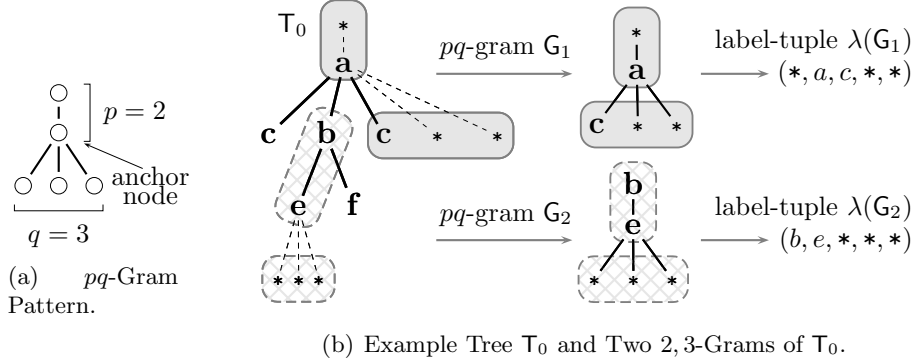 T₀
*
a
c b c * *
e f
* * *
pq-gram G₁
*
a
c * *
label-tuple λ(G₁)
(*, a, c, *, *)
pq-gram G₂
b
e
* * *
label-tuple λ(G₂)
(b, e, *, *, *)
p = 2
anchor
node
q = 3
(a) pq-Gram
Pattern.
(b) Example Tree T₀ and Two 2, 3-Grams of T₀.